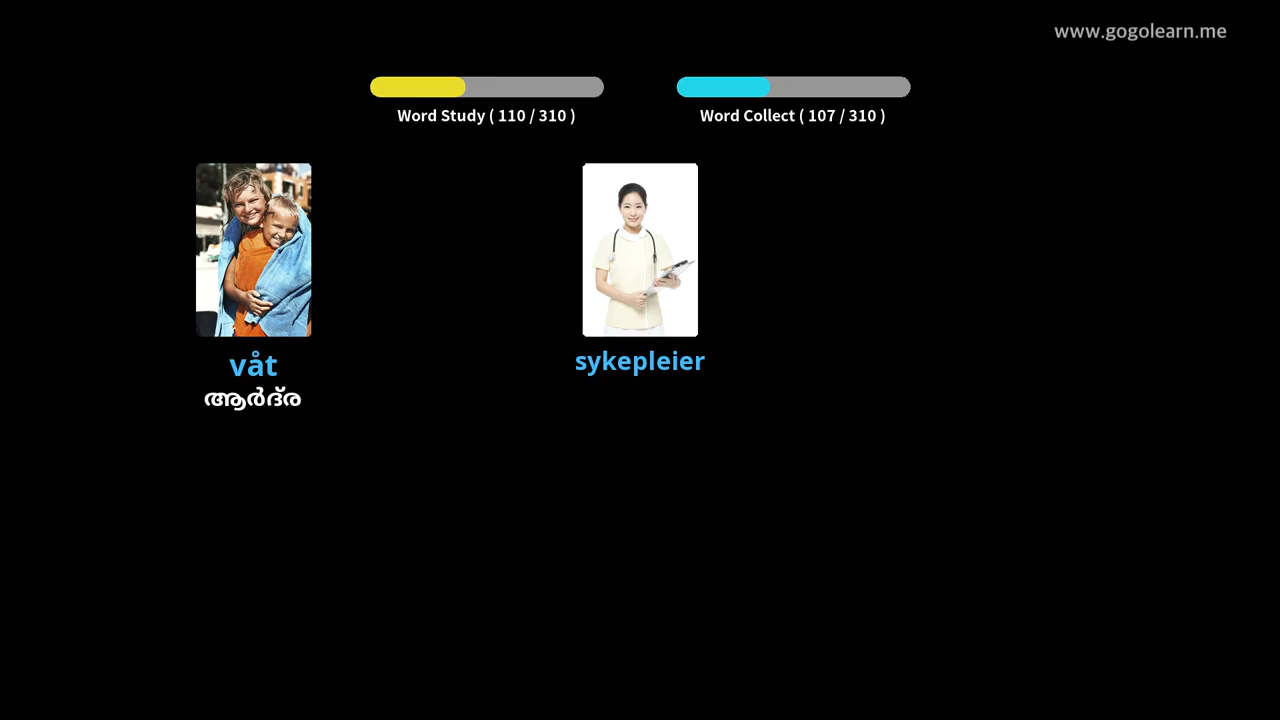 www.gogolearn.me
Word Study ( 110 / 310 )
Word Collect ( 107 / 310 )
våt
ആർദ്ര
sykepleier